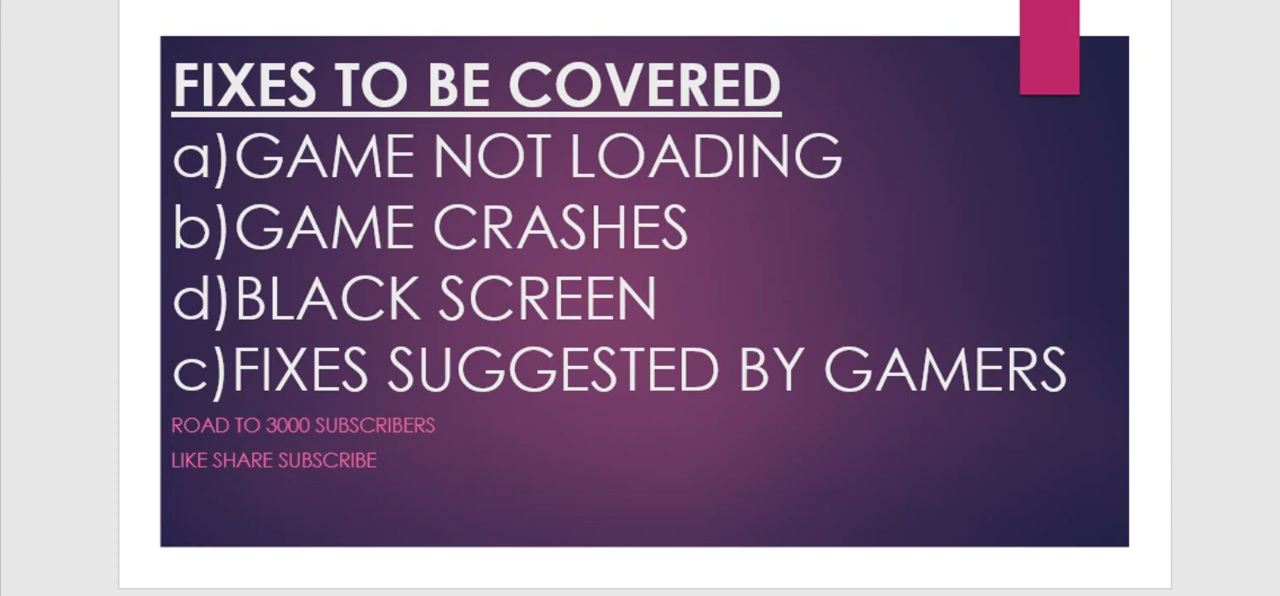 FIXES TO BE COVERED
a)GAME NOT LOADING
b)GAME CRASHES
d)BLACK SCREEN
c)FIXES SUGGESTED BY GAMERS
ROAD TO 3000 SUBSCRIBERS
LIKE SHARE SUBSCRIBE